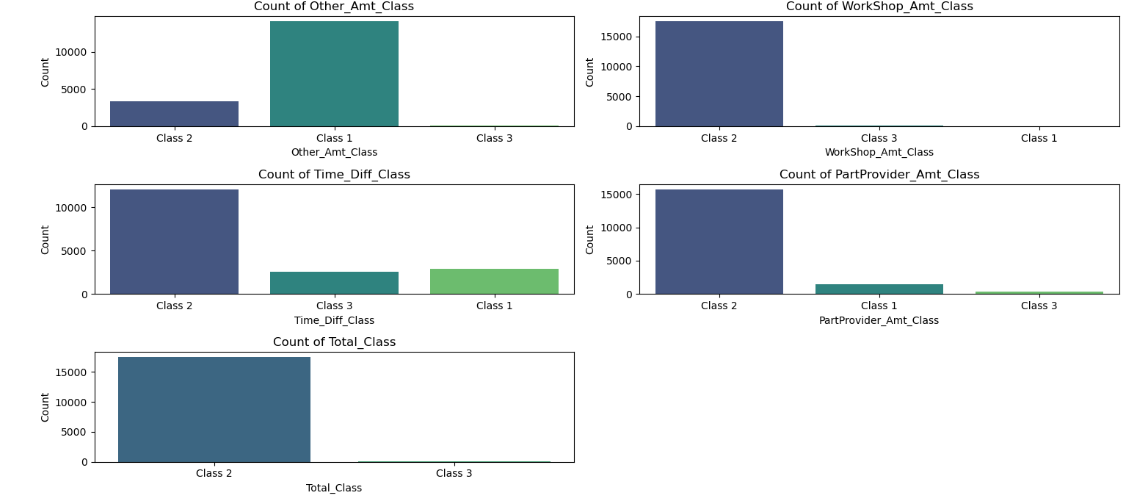 Count of Other_Amt_Class
Count
10000
5000
0
Class 2 Class 1 Class 3
Other_Amt_Class
Count of WorkShop_Amt_Class
Count
15000
10000
5000
0
Class 2 Class 3 Class 1
WorkShop_Amt_Class
Count of Time_Diff_Class
Count
10000
5000
0
Class 2 Class 3 Class 1
Time_Diff_Class
Count of PartProvider_Amt_Class
Count
15000
10000
5000
0
Class 2 Class 1 Class 3
PartProvider_Amt_Class
Count of Total_Class
Count
15000
10000
5000
0
Class 2 Class 3
Total_Class